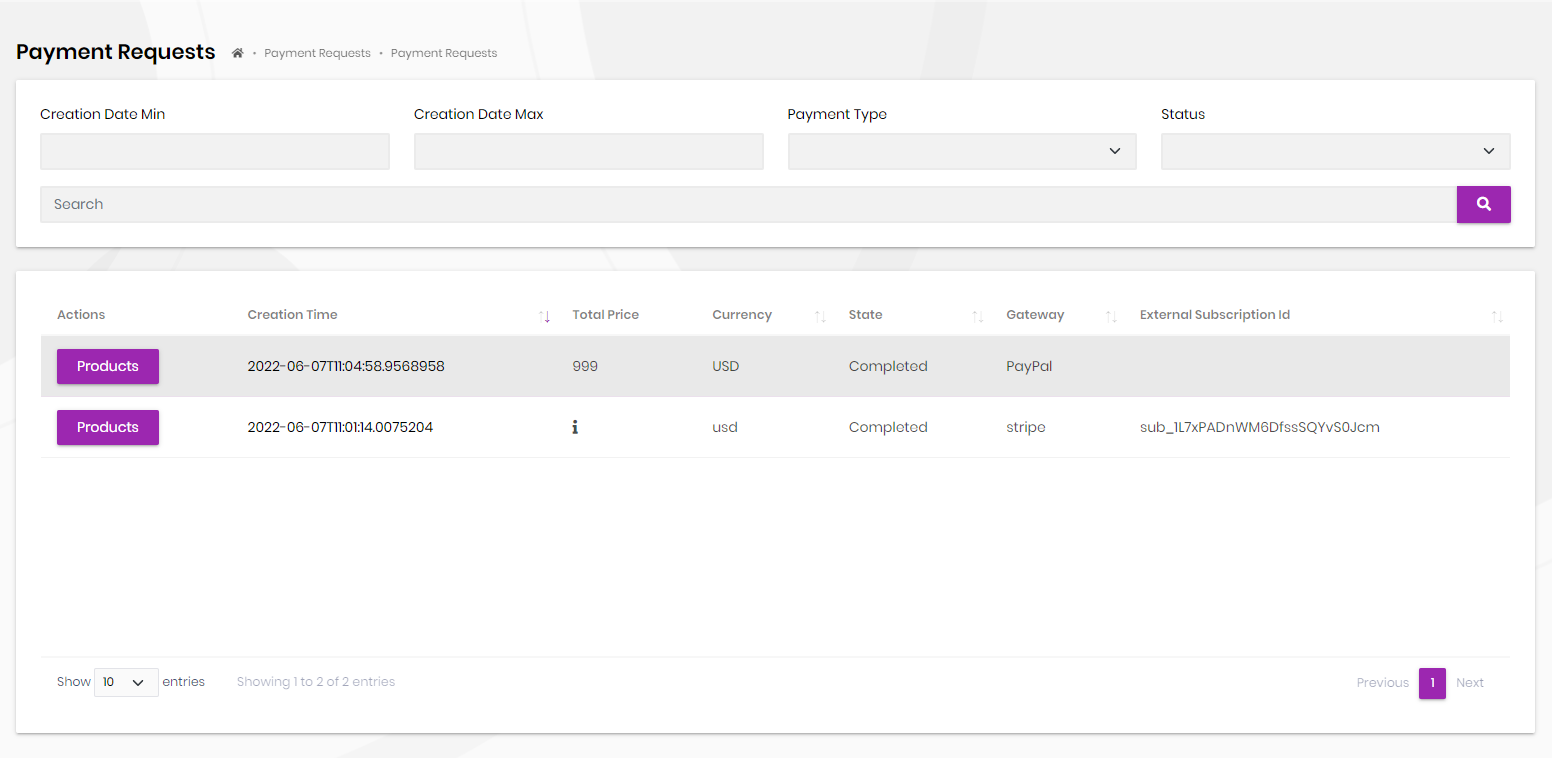 Payment Requests • Payment Requests • Payment Requests
Creation Date Min Creation Date Max Payment Type Status
Search
Actions Creation Time Total Price Currency State Gateway External Subscription Id
Products 2022-06-07T11:04:58.9568958 999 USD Completed PayPal
Products 2022-06-07T11:01:14.0075204 usd Completed stripe sub_1L7xPADnWM6DfssSQYvS0Jcm
Show 10 entries Showing 1 to 2 of 2 entries Previous 1 Next